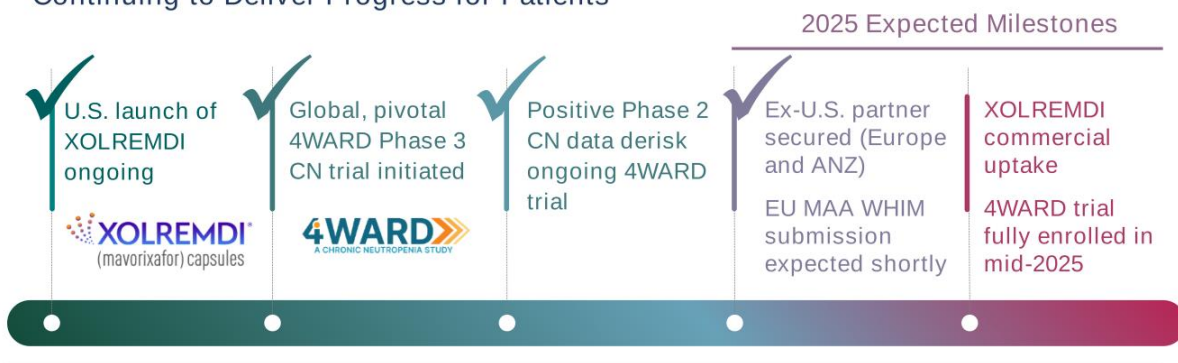 Continuing to Deliver Progress for Patients
2025 Expected Milestones
U.S. launch of
XOLREMDI
ongoing
XOLREMDI®
(mavorixafor) capsules
Global, pivotal
4WARD Phase 3
CN trial initiated
4WARD
A CHRONIC NEUTROPENIA STUDY
Positive Phase 2
CN data derisk
ongoing 4WARD
trial
Ex-U.S. partner
secured (Europe
and ANZ)
EU MAA WHIM
submission
expected shortly
XOLREMDI
commercial
uptake
4WARD trial
fully enrolled in
mid-2025